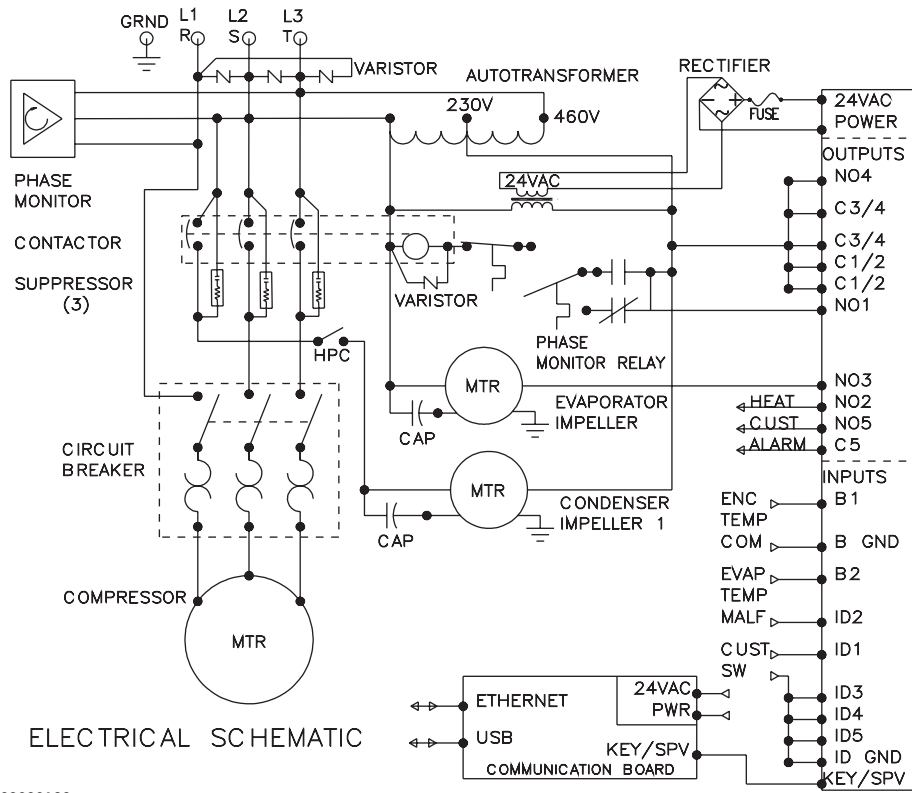 GRND
L1
L2
L3
R
S
T
VARISTOR
AUTOTRANSFORMER
230V
460V
RECTIFIER
FUSE
24VAC
POWER
OUTPUTS
NO4
C3/4
C3/4
C1/2
C1/2
NO1
PHASE
MONITOR
24VAC
CONTACTOR
SUPPRESSOR
(3)
VARISTOR
PHASE
MONITOR RELAY
HPC
MTR
EVAPORATOR
IMPELLER
CAP
NO3
HEAT
NO2
CUST
NO5
ALARM
C5
CIRCUIT
BREAKER
MTR
CONDENSER
IMPELLER 1
CAP
INPUTS
ENC
TEMP
B1
COM
B GND
EVAP
TEMP
B2
MALF
ID2
CUST
SW
ID1
ID3
ID4
ID5
ID GND
KEY/SPV
COMPRESSOR
MTR
ETHERNET
USB
24VAC
PWR
KEY/SPV
COMMUNICATION BOARD
ELECTRICAL SCHEMATIC